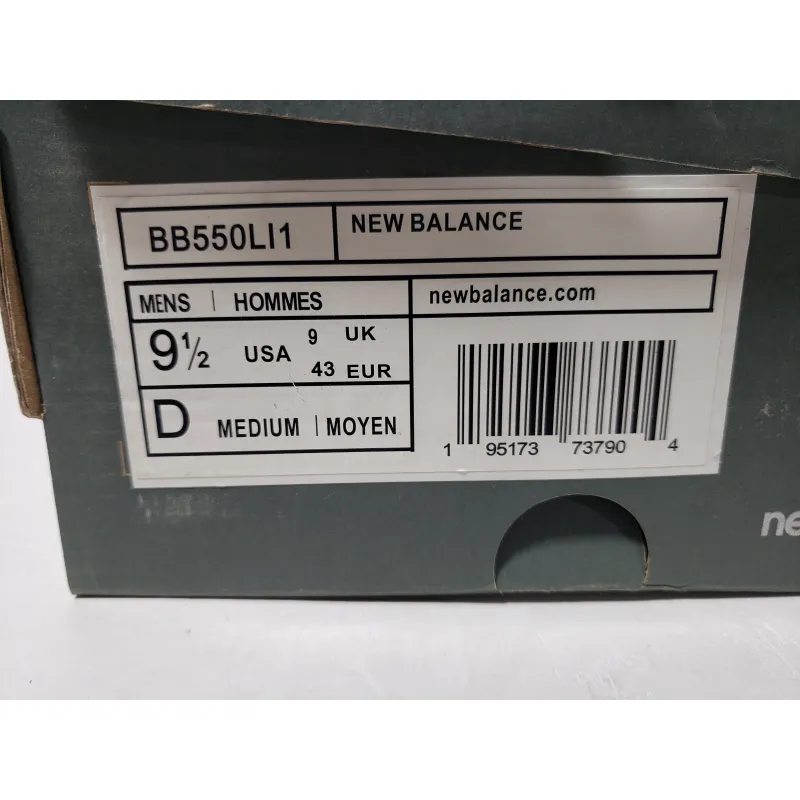 BB550LI1
NEW BALANCE
MENS | HOMMES
newbalance.com
9½ USA 9 UK
43 EUR
D MEDIUM | MOYEN
1 95173 73790 4
ne